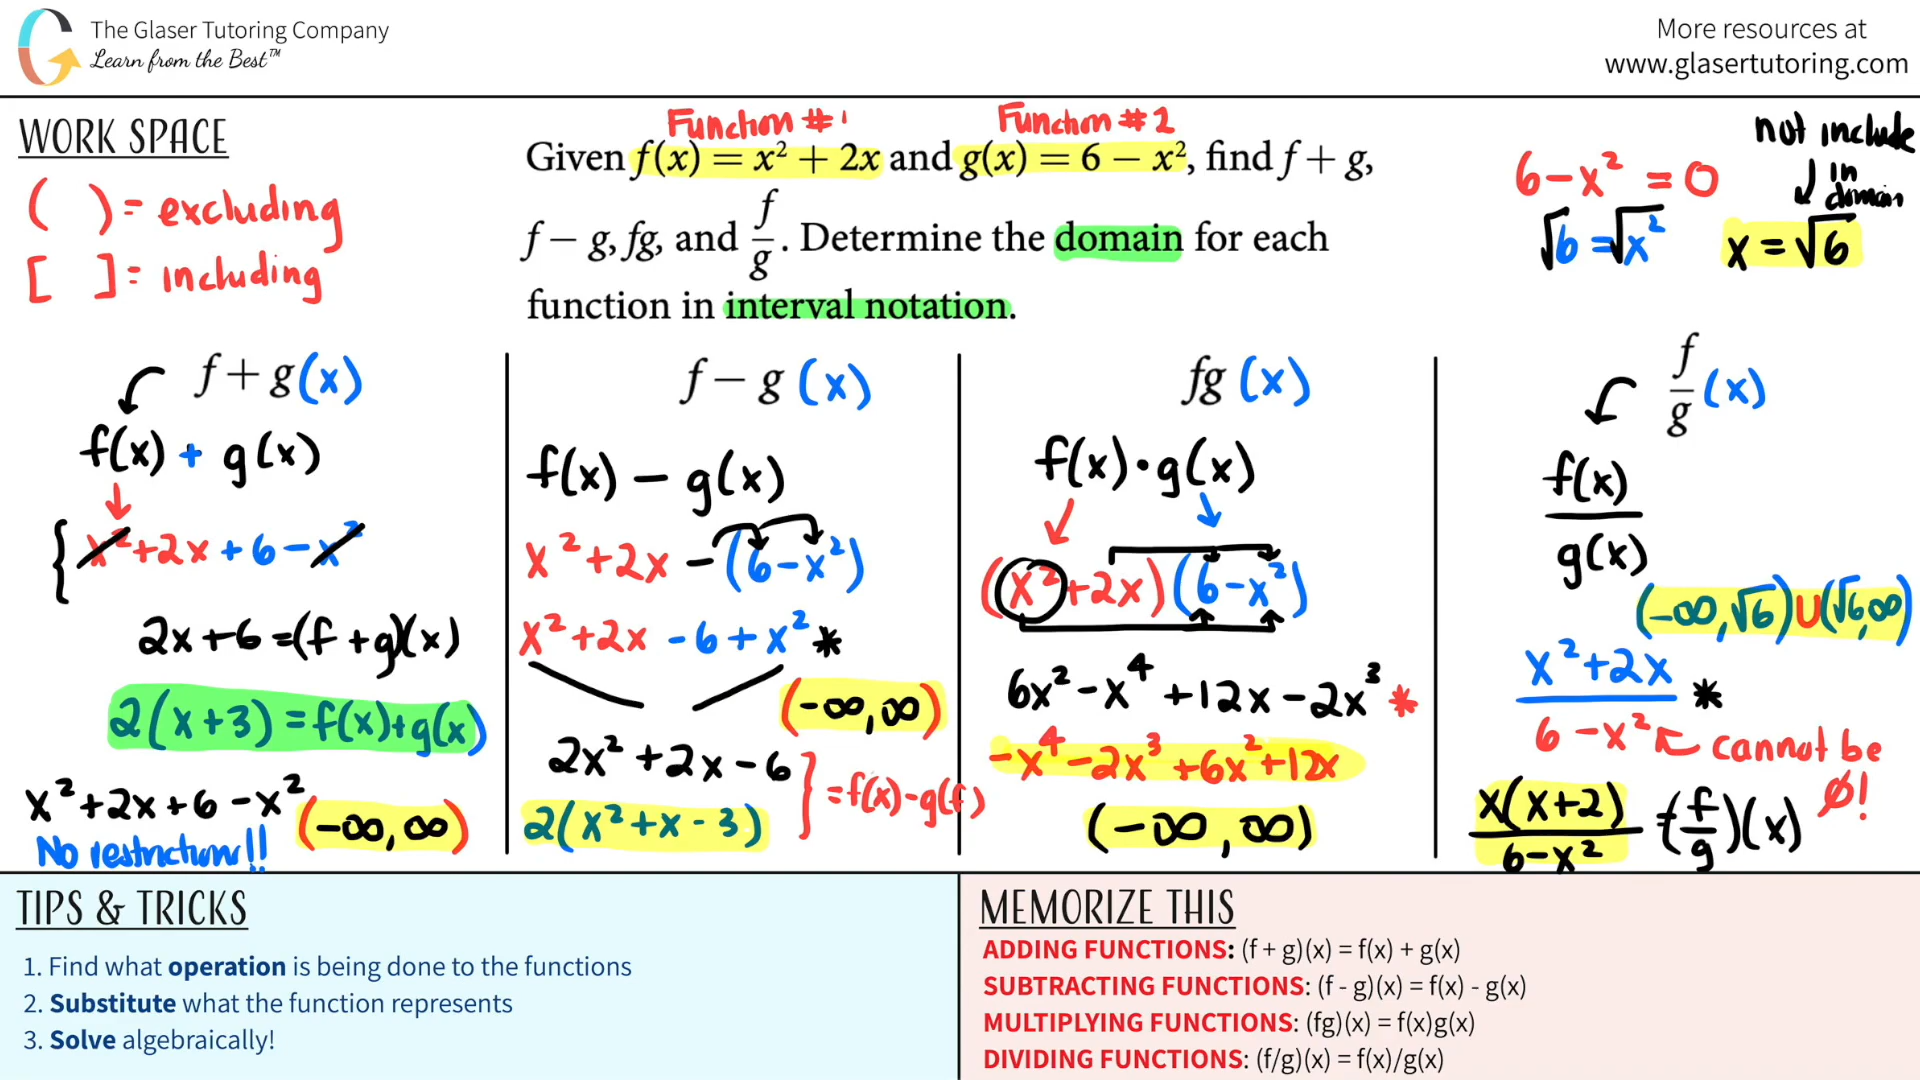 The Glaser Tutoring Company
Learn from the Best™
More resources at
www.glasertutoring.com
WORK SPACE
( ) = excluding
[ ] = including
Function #1
Function #2
Given f(x) = x² + 2x and g(x) = 6 − x², find f + g,
f − g, fg, and f/g. Determine the domain for each
function in interval notation.
6−x² = 0
√6 = √x²
x = √6
not include
in
domain
f + g(x)
f(x) + g(x)
x²+2x+6−x²
2x+6=(f+g)(x)
2(x+3)=f(x)+g(x)
x²+2x+6−x²
(−∞,∞)
No restrictions!!
f − g (x)
f(x) − g(x)
x²+2x−(6−x²)
x²+2x−6+x² *
(−∞,∞)
2x²+2x−6
2(x²+x−3)
} = f(x)−g(f)
fg (x)
f(x)·g(x)
(x²+2x)(6−x²)
6x²−x⁴+12x−2x³ *
−x⁴−2x³+6x²+12x
(−∞,∞)
f/g (x)
f(x)
g(x)
(−∞,√6)U(√6,∞)
x²+2x *
6−x² ← cannot be
Ø!
x(x+2)
6−x²
=(f/g)(x)
TIPS & TRICKS
1. Find what operation is being done to the functions
2. Substitute what the function represents
3. Solve algebraically!
MEMORIZE THIS
ADDING FUNCTIONS: (f + g)(x) = f(x) + g(x)
SUBTRACTING FUNCTIONS: (f - g)(x) = f(x) - g(x)
MULTIPLYING FUNCTIONS: (fg)(x) = f(x)g(x)
DIVIDING FUNCTIONS: (f/g)(x) = f(x)/g(x)